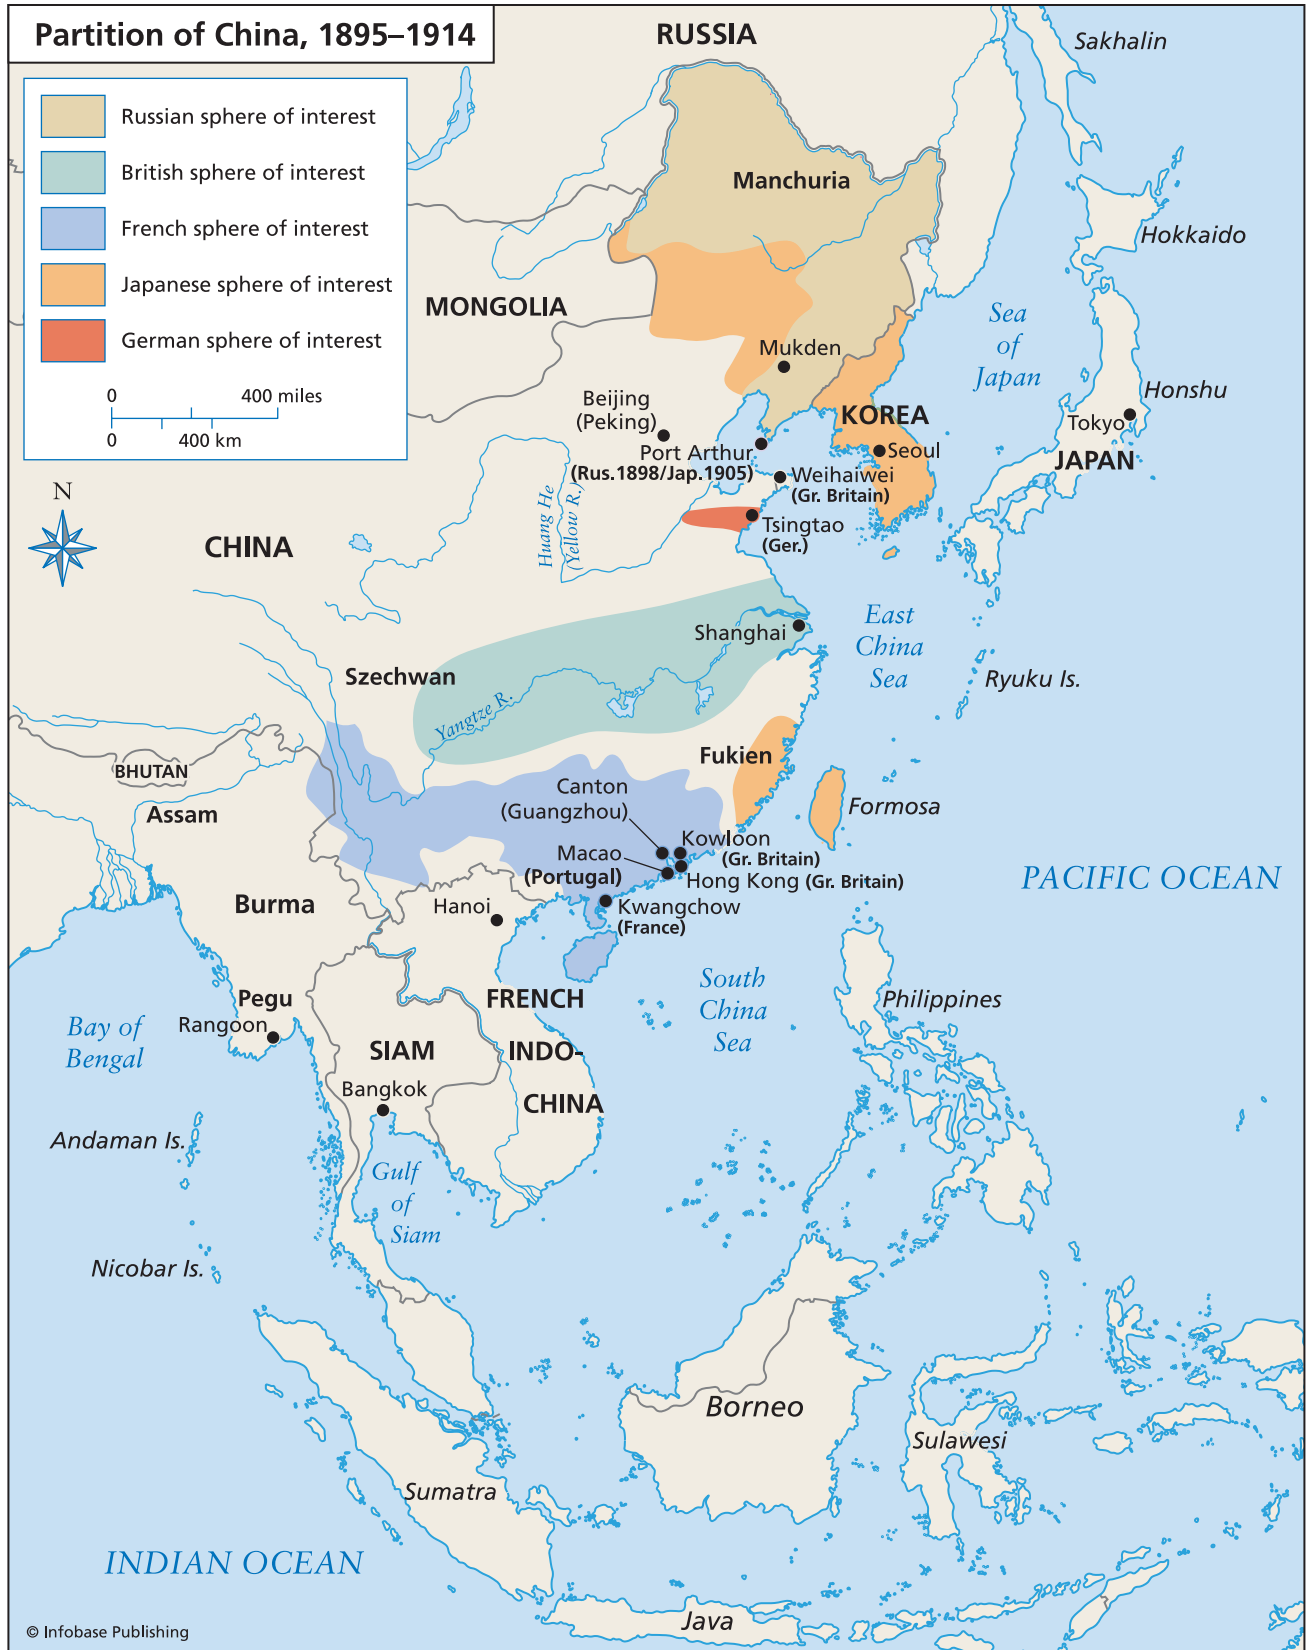 Partition of China, 1895–1914
Russian sphere of interest
British sphere of interest
French sphere of interest
Japanese sphere of interest
German sphere of interest
0 400 miles
0 400 km
N
RUSSIA
Sakhalin
Manchuria
Hokkaido
MONGOLIA
Sea
of
Japan
Mukden
Honshu
Beijing
(Peking)
KOREA
Tokyo
Port Arthur
(Rus.1898/Jap.1905)
Seoul
JAPAN
Weihaiwei
(Gr. Britain)
Huang He
(Yellow R.)
Tsingtao
(Ger.)
CHINA
East
China
Sea
Shanghai
Szechwan
Ryuku Is.
Yangtze R.
Fukien
BHUTAN
Canton
(Guangzhou)
Formosa
Assam
Kowloon
(Gr. Britain)
Macao
(Portugal)
Hong Kong (Gr. Britain)
PACIFIC OCEAN
Burma
Hanoi
Kwangchow
(France)
South
China
Sea
Pegu
FRENCH
INDO-
CHINA
Philippines
Bay of
Bengal
Rangoon
SIAM
Bangkok
Andaman Is.
Gulf
of
Siam
Nicobar Is.
Borneo
Sulawesi
Sumatra
INDIAN OCEAN
Java
© Infobase Publishing